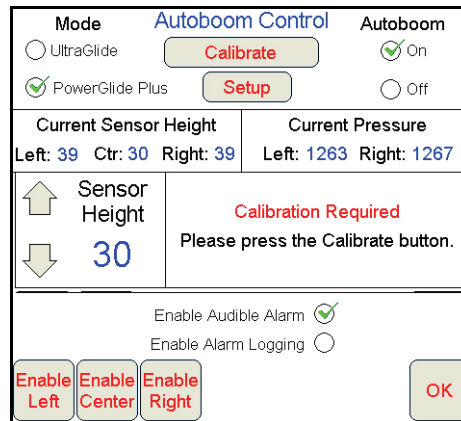 Mode Autoboom Control Autoboom
UltraGlide Calibrate On
PowerGlide Plus Setup Off
Current Sensor Height Current Pressure
Left: 39 Ctr: 30 Right: 39 Left: 1263 Right: 1267
Sensor
Height
30
Calibration Required
Please press the Calibrate button.
Enable Audible Alarm
Enable Alarm Logging
Enable Left
Enable Center
Enable Right
OK